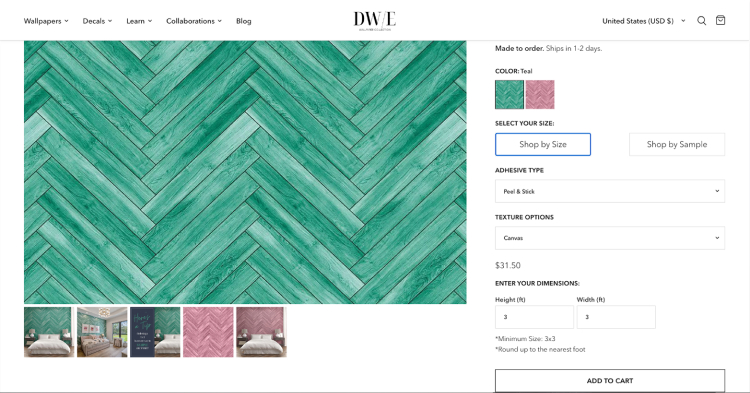 Wallpapers
Decals
Learn
Collaborations
Blog
DW/E
WALLPAPER COLLECTION
United States (USD $)
Made to order. Ships in 1-2 days.
COLOR: Teal
SELECT YOUR SIZE:
Shop by Size
Shop by Sample
ADHESIVE TYPE
Peel & Stick
TEXTURE OPTIONS
Canvas
$31.50
ENTER YOUR DIMENSIONS:
Height (ft)
Width (ft)
3
3
*Minimum Size: 3x3
*Round up to the nearest foot
ADD TO CART